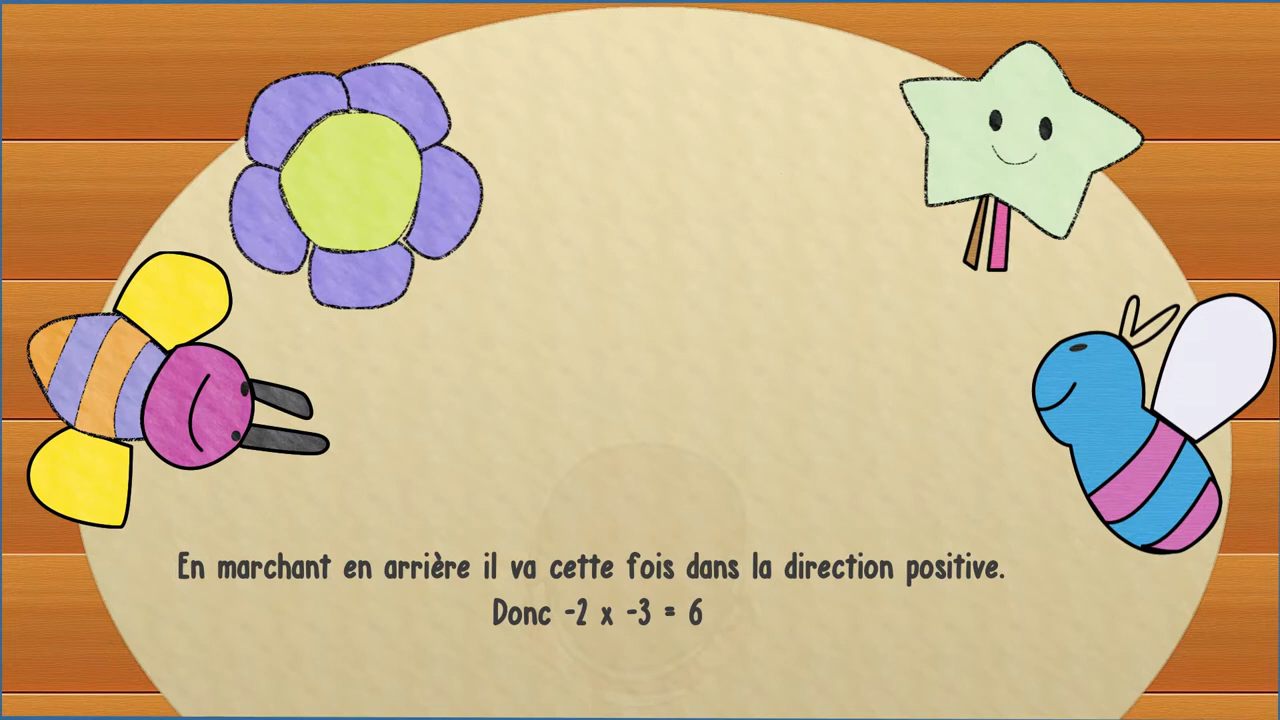 En marchant en arrière il va cette fois dans la direction positive.
Donc -2 x -3 = 6